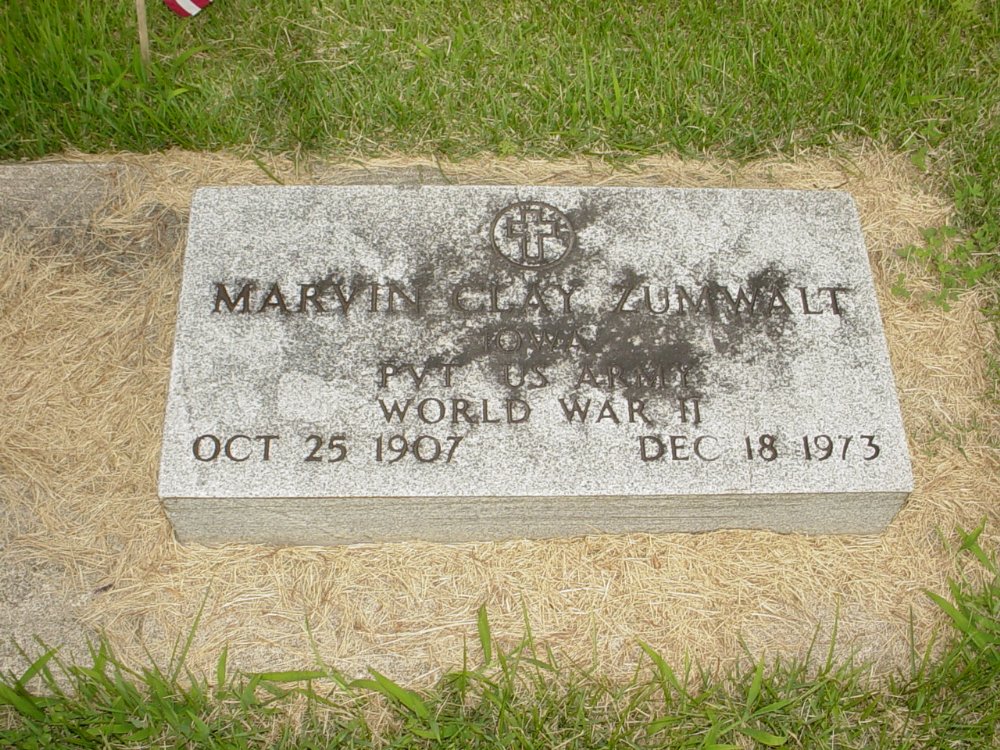 MARVIN CLAY ZUMWALT
IOWA
PVT US ARMY
WORLD WAR II
OCT 25 1907 DEC 18 1973